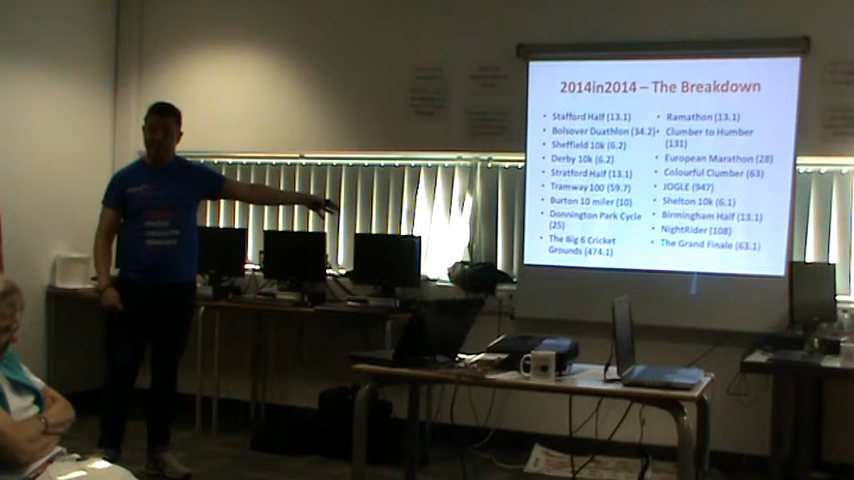 2014in2014 – The Breakdown
• Stafford Half (13.1)
• Bolsover Duathlon (34.2)
• Sheffield 10k (6.2)
• Derby 10k (6.2)
• Stratford Half (13.1)
• Tramway 100 (59.7)
• Burton 10 miler (10)
• Donnington Park Cycle
(25)
• The Big 6 Cricket
Grounds (474.1)
• Ramathon (13.1)
• Clumber to Humber
(131)
• European Marathon (28)
• Colourful Clumber (63)
• JOGLE (947)
• Shelton 10k (6.1)
• Birmingham Half (13.1)
• NightRider (108)
• The Grand Finale (63.1)